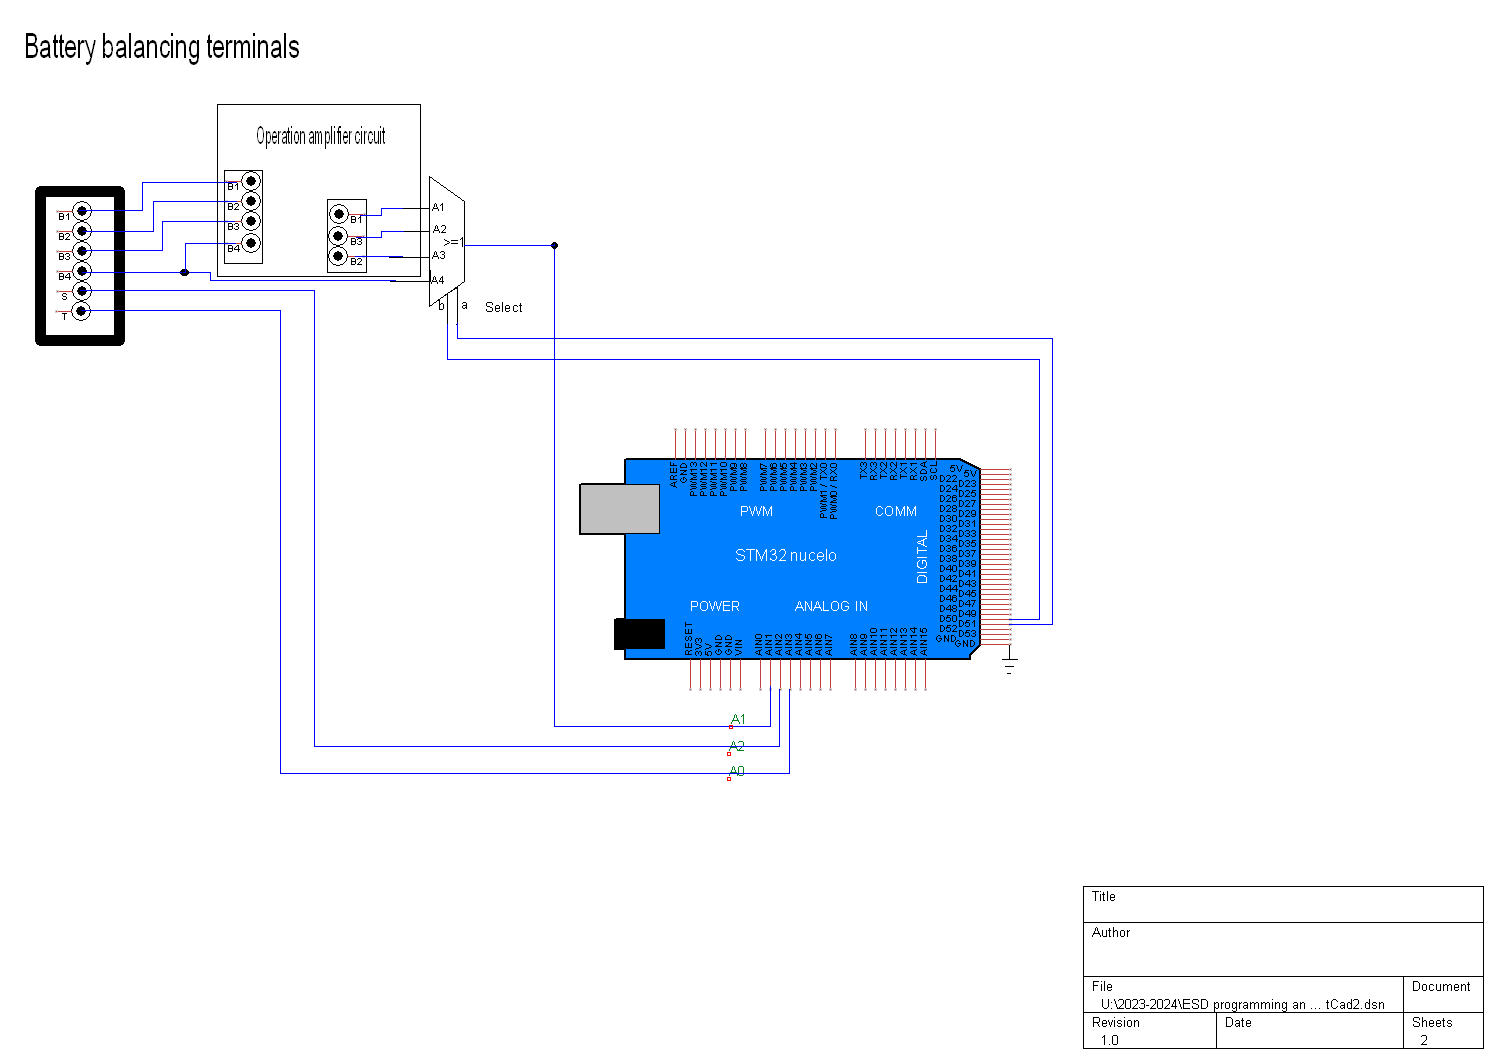 Battery balancing terminals
Operation amplifier circuit
B1
B2
B3
B4
S
T
B1
B2
B3
B4
B1
B3
B2
A1
A2
A3
A4
>=1
b
a
Select
AREF
GND
PWM13
PWM12
PWM11
PWM10
PWM9
PWM8
PWM7
PWM6
PWM5
PWM4
PWM3
PWM2
PWM1 / TX0
PWM0 / RX0
TX3
RX3
TX2
RX2
TX1
RX1
SDA
SCL
PWM
COMM
STM32 nucelo
DIGITAL
POWER
ANALOG IN
5V
5V
D22
D23
D24
D25
D26
D27
D28
D29
D30
D31
D32
D33
D34
D35
D36
D37
D38
D39
D40
D41
D42
D43
D44
D45
D46
D47
D48
D49
D50
D51
D52
D53
GND
GND
RESET
3V3
5V
GND
GND
VIN
AIN0
AIN1
AIN2
AIN3
AIN4
AIN5
AIN6
AIN7
AIN8
AIN9
AIN10
AIN11
AIN12
AIN13
AIN14
AIN15
A1
A2
A0
Title
Author
File
Document
U:\2023-2024\ESD programming an ... tCad2.dsn
Revision
Date
Sheets
1.0
2